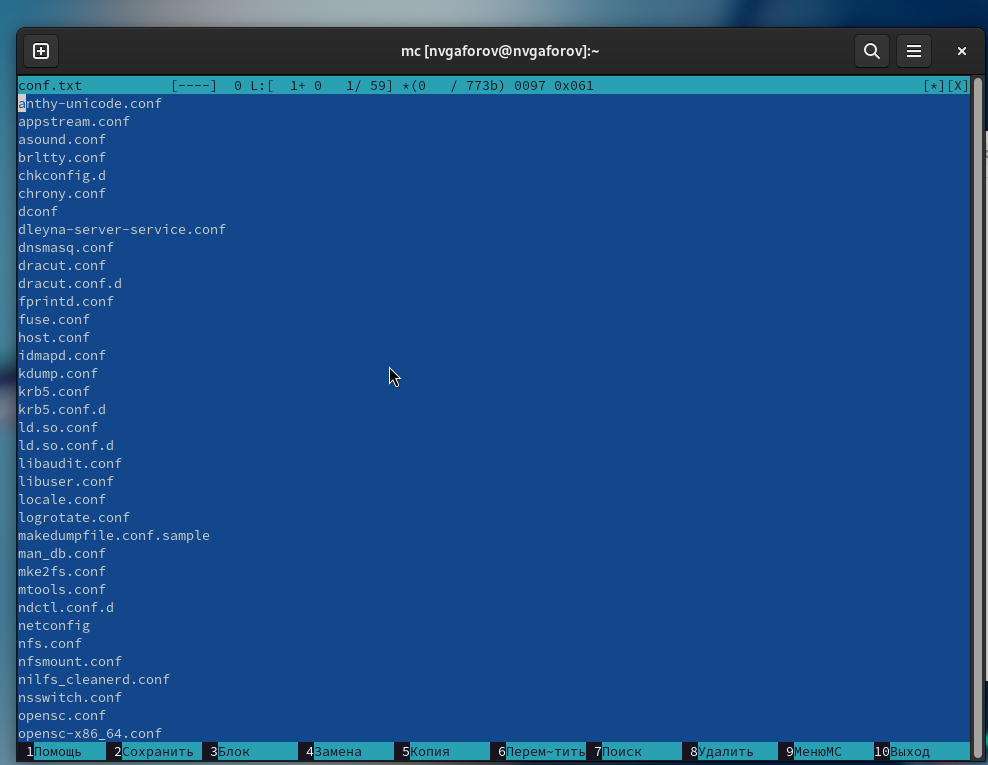 mc [nvgaforov@nvgaforov]:~
conf.txt [----] 0 L:[ 1+ 0 1/ 59] *(0 / 773b) 0097 0x061 [*][X]
anthy-unicode.conf
appstream.conf
asound.conf
brltty.conf
chkconfig.d
chrony.conf
dconf
dleyna-server-service.conf
dnsmasq.conf
dracut.conf
dracut.conf.d
fprintd.conf
fuse.conf
host.conf
idmapd.conf
kdump.conf
krb5.conf
krb5.conf.d
ld.so.conf
ld.so.conf.d
libaudit.conf
libuser.conf
locale.conf
logrotate.conf
makedumpfile.conf.sample
man_db.conf
mke2fs.conf
mtools.conf
ndctl.conf.d
netconfig
nfs.conf
nfsmount.conf
nilfs_cleanerd.conf
nsswitch.conf
opensc.conf
opensc-x86_64.conf
1Помощь 2Сохранить 3Блок 4Замена 5Копия 6Перем~тить 7Поиск 8Удалить 9МенюMC 10Выход